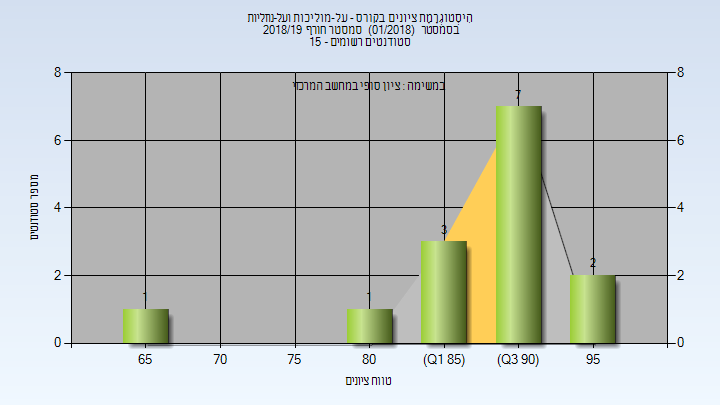 היסטוגרמת ציונים בקורס - על-מוליכות ועל-נוזליות
בסמסטר (01/2018) סמסטר חורף 2018/19
סטודנטים רשומים - 15
במשימה : ציון סופי במחשב המרכזי
8
6
4
2
0
8
6
4
2
0
מספר סטודנטים
1
1
3
7
2
65
70
75
80
(Q1 85)
(Q3 90)
95
טווח ציונים